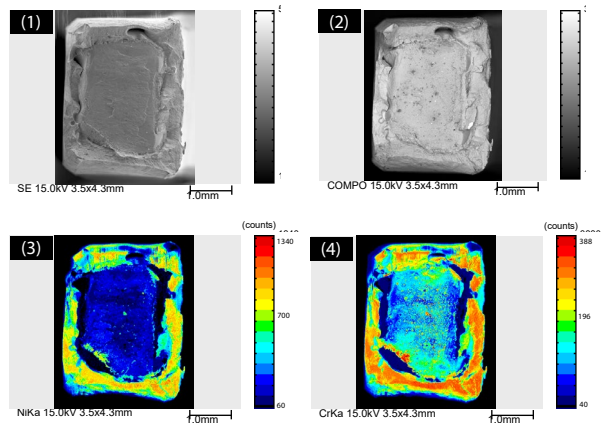 (1)
SE 15.0kV 3.5x4.3mm
1.0mm
(2)
COMPO 15.0kV 3.5x4.3mm
1.0mm
(3)
(counts)
1340
700
60
NiKa 15.0kV 3.5x4.3mm
1.0mm
(4)
(counts)
388
196
40
CrKa 15.0kV 3.5x4.3mm
1.0mm